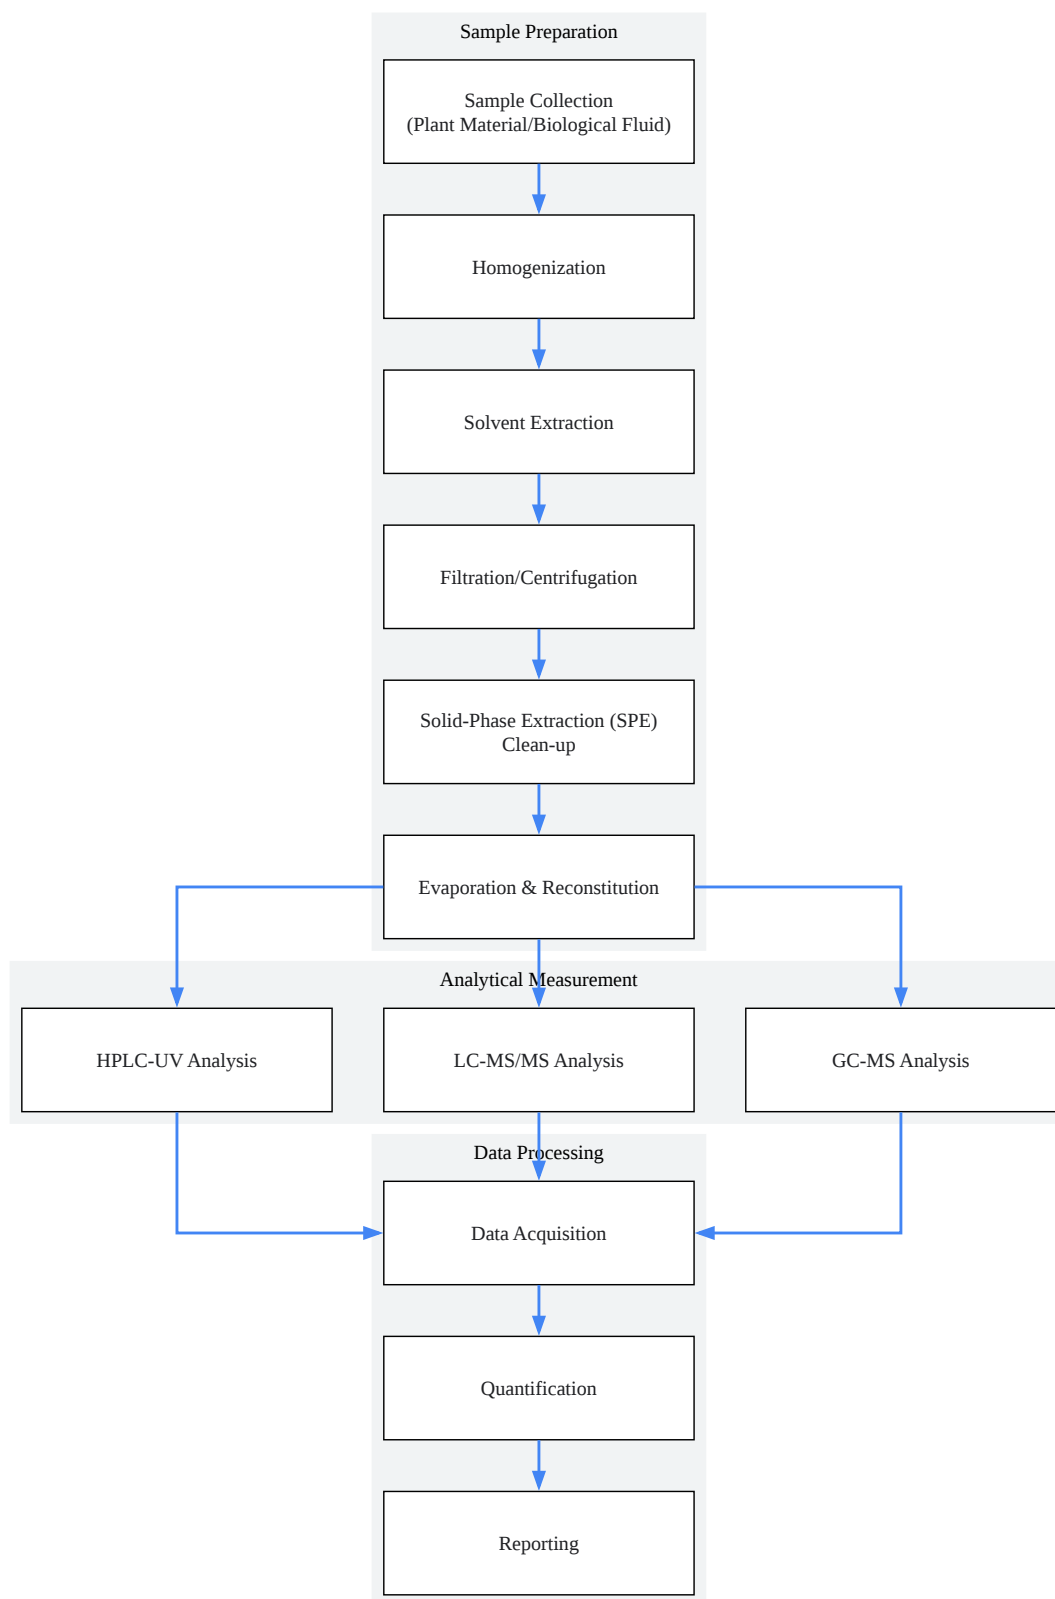 Sample Preparation
Sample Collection
(Plant Material/Biological Fluid)
Homogenization
Solvent Extraction
Filtration/Centrifugation
Solid-Phase Extraction (SPE)
Clean-up
Evaporation & Reconstitution
Analytical Measurement
HPLC-UV Analysis
LC-MS/MS Analysis
GC-MS Analysis
Data Processing
Data Acquisition
Quantification
Reporting